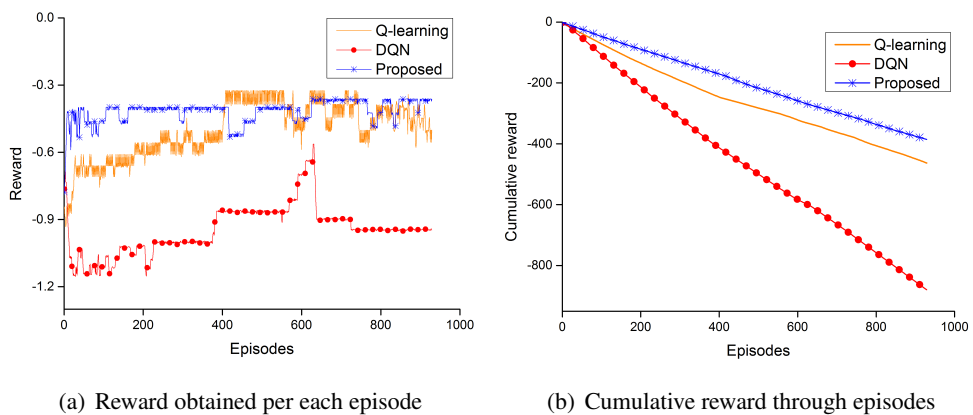 0.0
-0.3
-0.6
-0.9
-1.2
0
200
400
600
800
1000
Reward
Episodes
Q-learning
DQN
Proposed
(a) Reward obtained per each episode
0
-200
-400
-600
-800
0
200
400
600
800
1000
Cumulative reward
Episodes
Q-learning
DQN
Proposed
(b) Cumulative reward through episodes